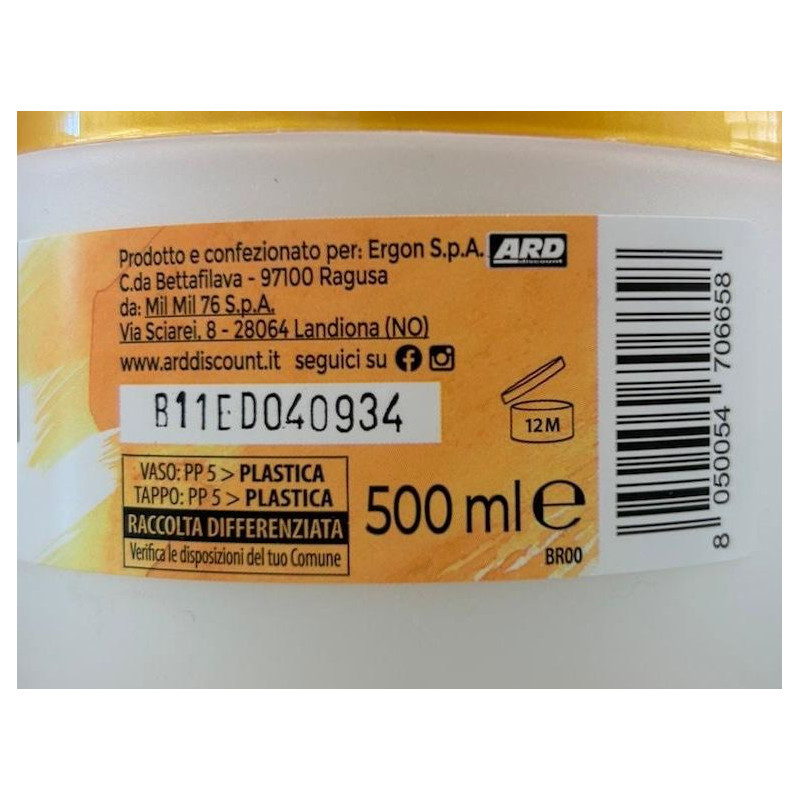 Prodotto e confezionato per: Ergon S.p.A. ARD discount
C.da Bettafilava - 97100 Ragusa
da: Mil Mil 76 S.p.A.
Via Sciarei, 8 - 28064 Landiona (NO)
www.arddiscount.it seguici su
B11ED040934
12M
VASO: PP 5 > PLASTICA
TAPPO: PP 5 > PLASTICA
RACCOLTA DIFFERENZIATA
Verifica le disposizioni del tuo Comune
500 ml e
BR00
8 050054 706658